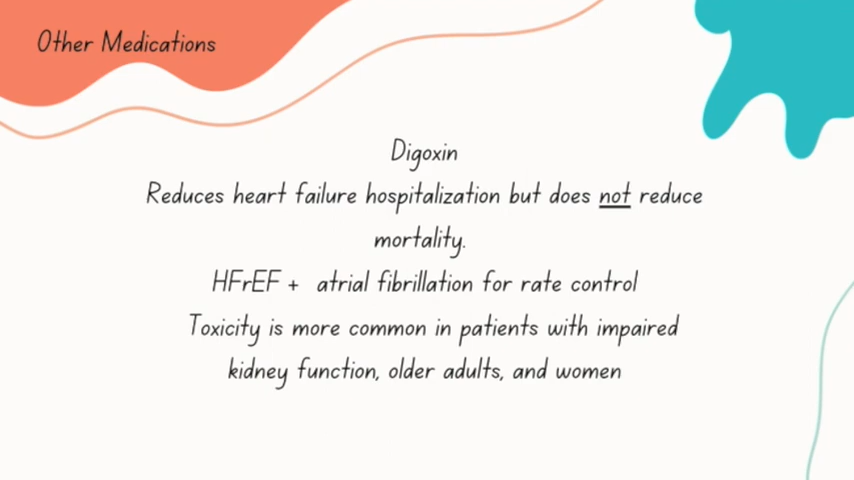 Other Medications
Digoxin
Reduces heart failure hospitalization but does not reduce
mortality.
HFrEF + atrial fibrillation for rate control
Toxicity is more common in patients with impaired
kidney function, older adults, and women